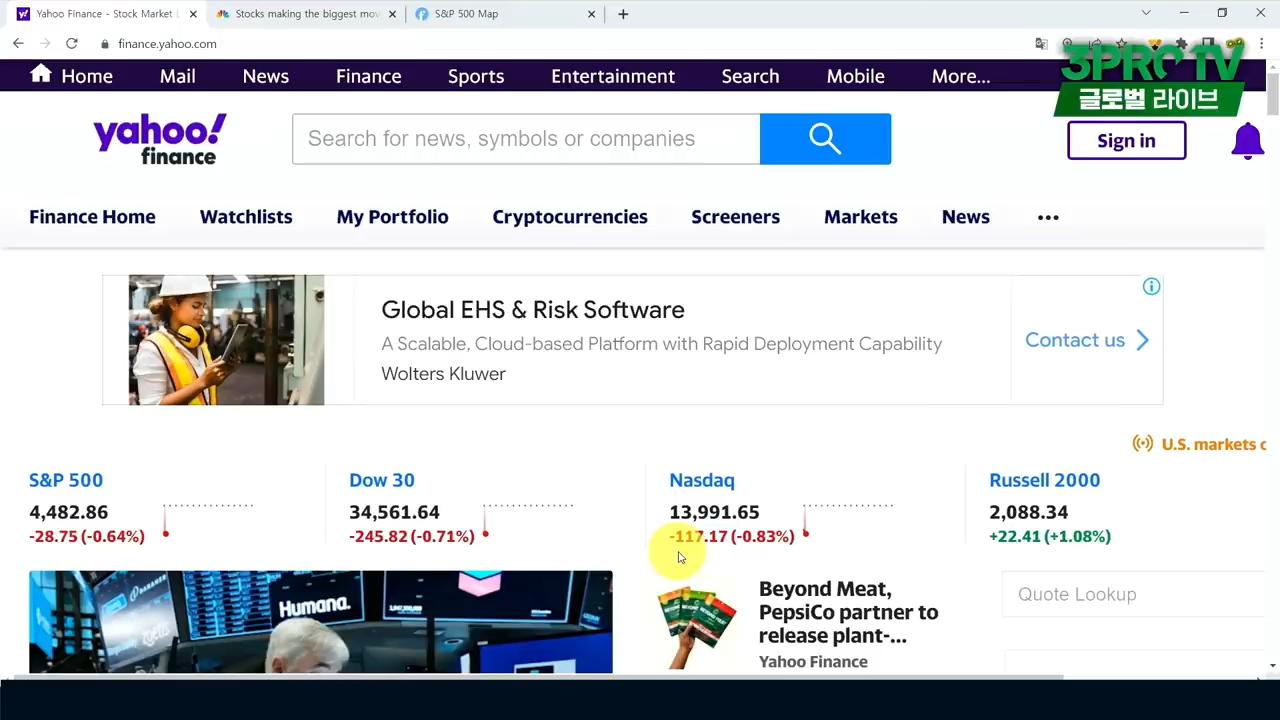 Yahoo Finance - Stock Market L
Stocks making the biggest mov
S&P 500 Map
finance.yahoo.com
Home Mail News Finance Sports Entertainment Search Mobile More...
3PROTV
글로벌 라이브
yahoo!
finance
Search for news, symbols or companies
Sign in
Finance Home Watchlists My Portfolio Cryptocurrencies Screeners Markets News
Global EHS & Risk Software
A Scalable, Cloud-based Platform with Rapid Deployment Capability
Wolters Kluwer
Contact us
U.S. markets c
S&P 500 Dow 30 Nasdaq Russell 2000
4,482.86 34,561.64 13,991.65 2,088.34
-28.75 (-0.64%) -245.82 (-0.71%) -117.17 (-0.83%) +22.41 (+1.08%)
Humana.
Beyond Meat,
PepsiCo partner to
release plant-...
Yahoo Finance
Quote Lookup